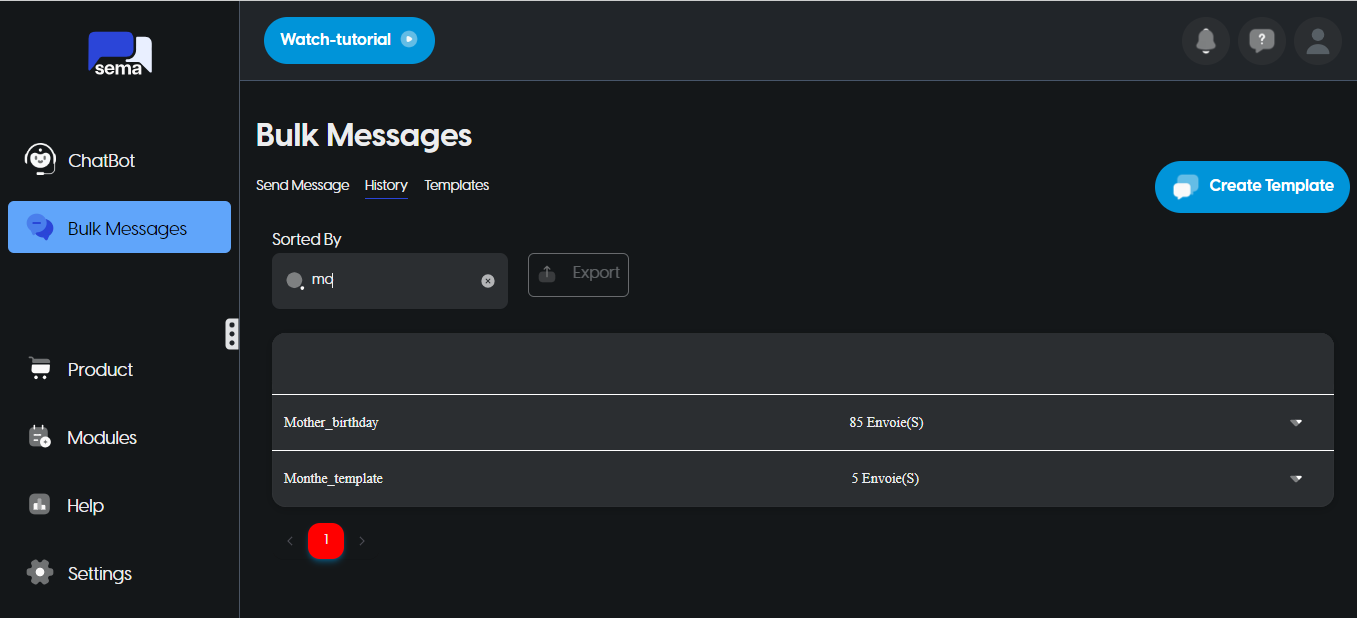 sema
Watch-tutorial
?
ChatBot
Bulk Messages
Product
Modules
Help
Settings
Bulk Messages
Send Message History Templates
Create Template
Sorted By
mo
Export
Mother_birthday 85 Envoie(S)
Monthe_template 5 Envoie(S)
1